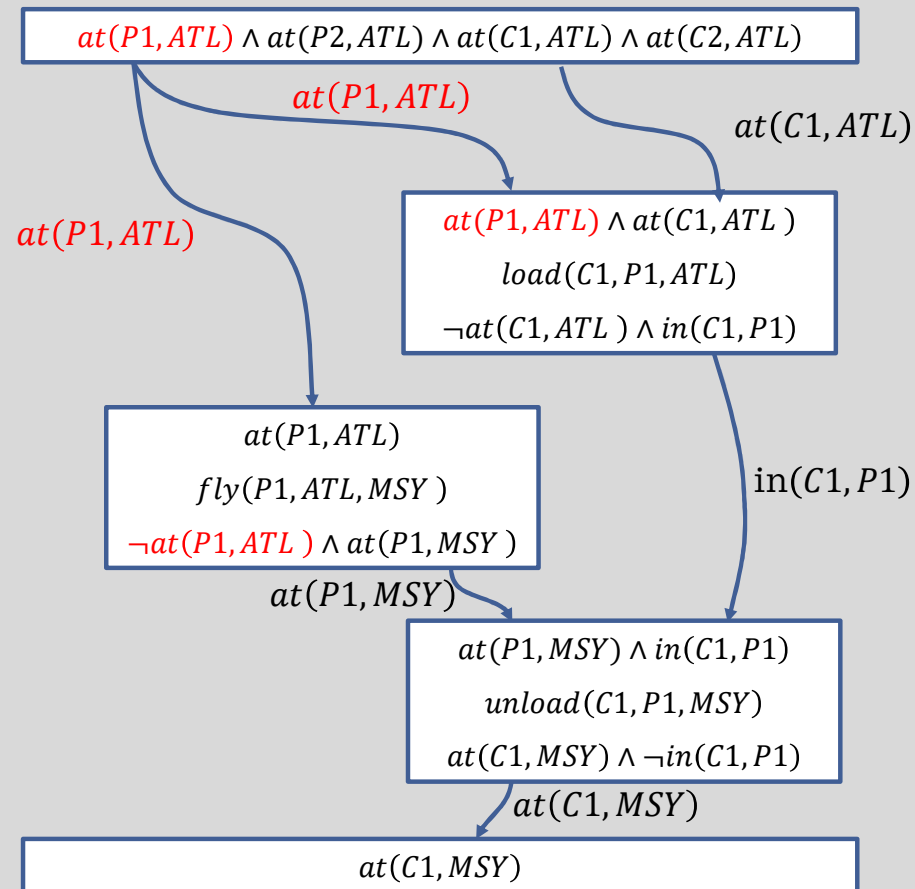 at(P1, ATL) ∧ at(P2, ATL) ∧ at(C1, ATL) ∧ at(C2, ATL)
at(P1, ATL)
at(C1, ATL)
at(P1, ATL)
at(P1, ATL) ∧ at(C1, ATL )
load(C1, P1, ATL)
¬at(C1, ATL ) ∧ in(C1, P1)
at(P1, ATL)
fly(P1, ATL, MSY )
¬at(P1, ATL ) ∧ at(P1, MSY )
in(C1, P1)
at(P1, MSY)
at(P1, MSY) ∧ in(C1, P1)
unload(C1, P1, MSY)
at(C1, MSY) ∧ ¬in(C1, P1)
at(C1, MSY)
at(C1, MSY)